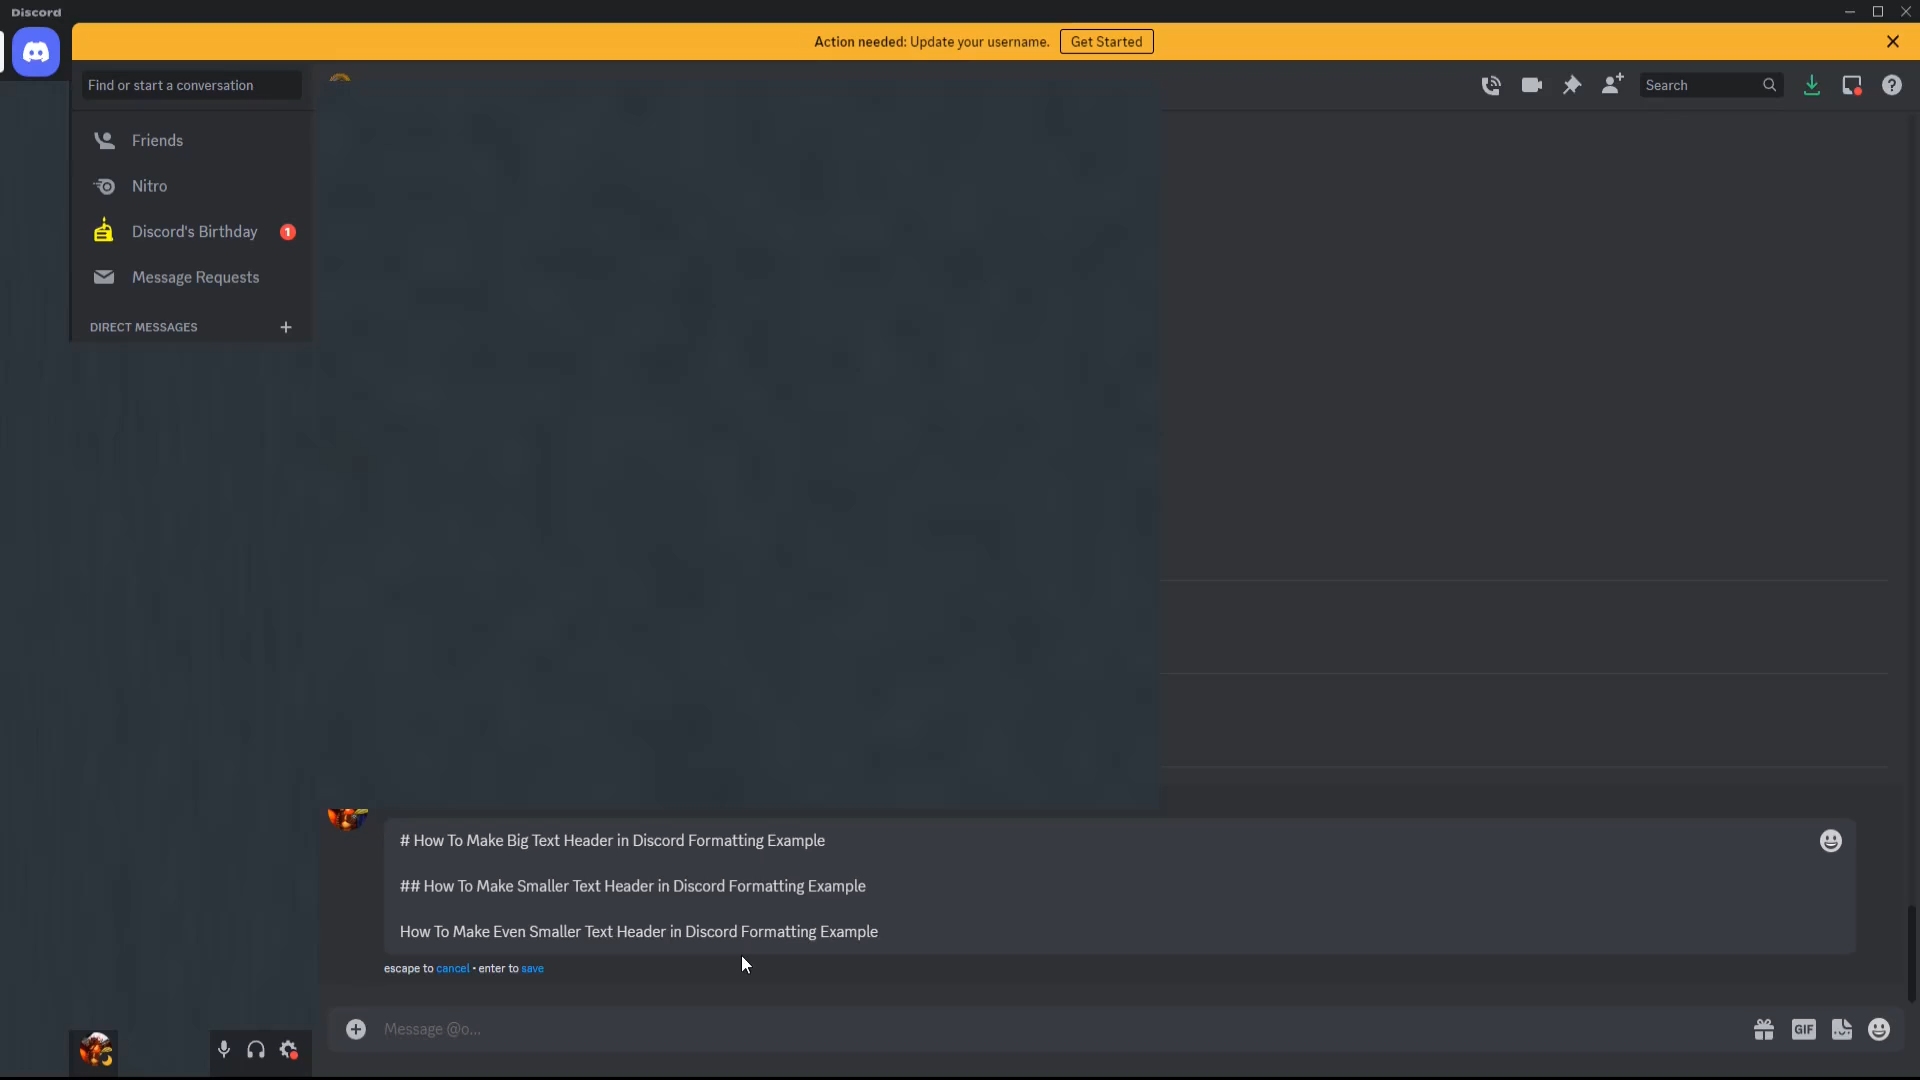 Discord
Action needed: Update your username. Get Started
Find or start a conversation
Search
Friends
Nitro
Discord's Birthday 1
Message Requests
DIRECT MESSAGES
# How To Make Big Text Header in Discord Formatting Example
## How To Make Smaller Text Header in Discord Formatting Example
How To Make Even Smaller Text Header in Discord Formatting Example
escape to cancel • enter to save
Message @o...
GIF